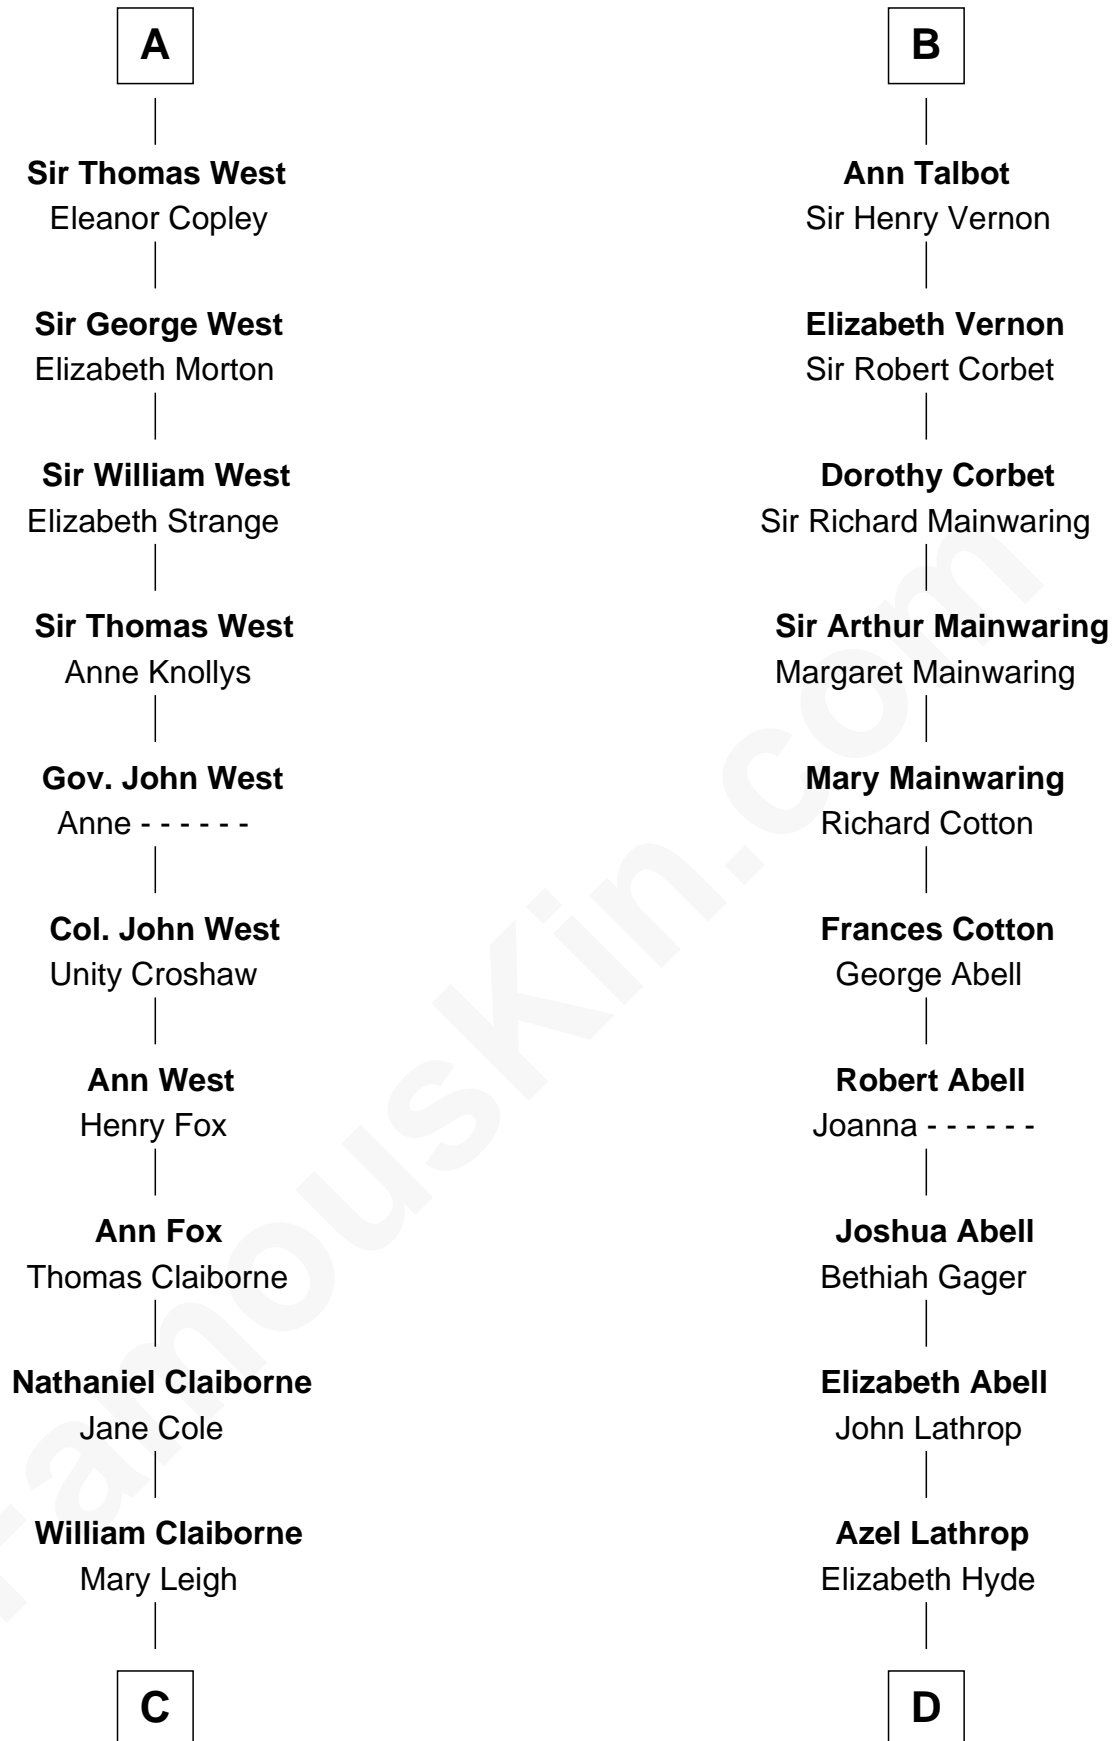 A
Sir Thomas West
Eleanor Copley
Sir George West
Elizabeth Morton
Sir William West
Elizabeth Strange
Sir Thomas West
Anne Knollys
Gov. John West
Anne - - - - - -
Col. John West
Unity Croshaw
Ann West
Henry Fox
Ann Fox
Thomas Claiborne
Nathaniel Claiborne
Jane Cole
William Claiborne
Mary Leigh
C
B
Ann Talbot
Sir Henry Vernon
Elizabeth Vernon
Sir Robert Corbet
Dorothy Corbet
Sir Richard Mainwaring
Sir Arthur Mainwaring
Margaret Mainwaring
Mary Mainwaring
Richard Cotton
Frances Cotton
George Abell
Robert Abell
Joanna - - - - - -
Joshua Abell
Bethiah Gager
Elizabeth Abell
John Lathrop
Azel Lathrop
Elizabeth Hyde
D
FamousKin.com